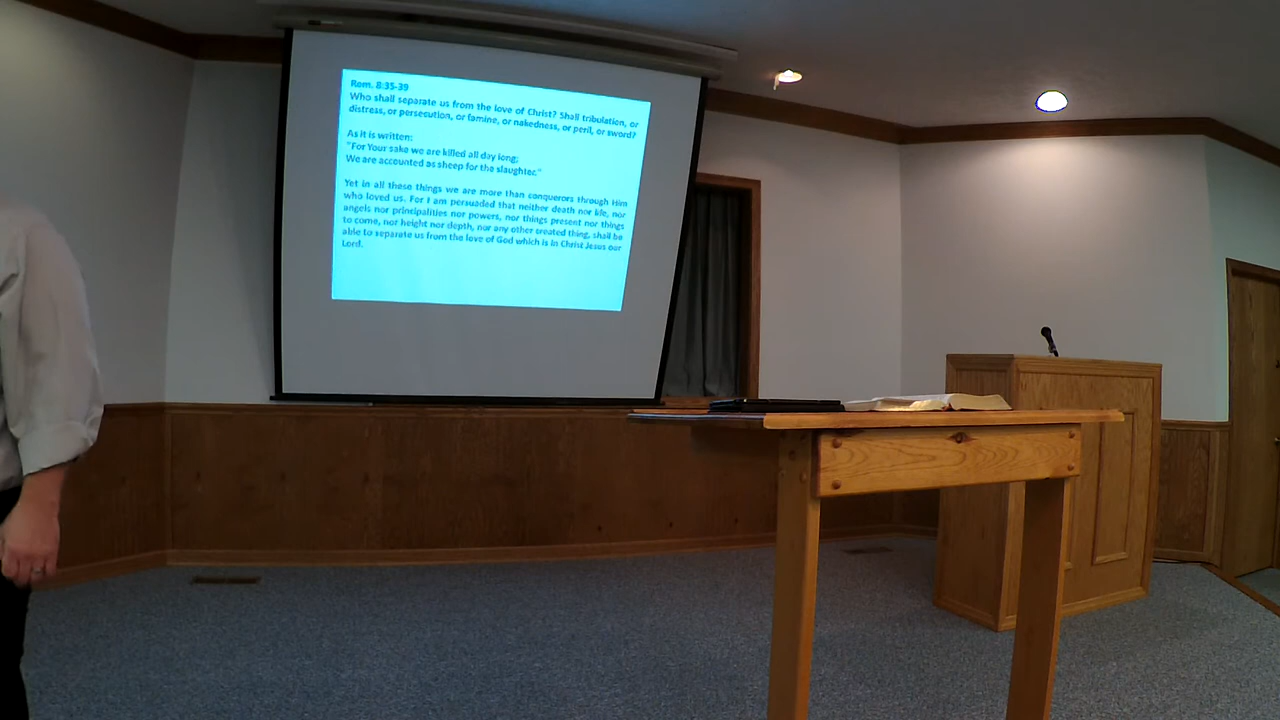 Rom. 8:35-39
Who shall separate us from the love of Christ? Shall tribulation, or
distress, or persecution, or famine, or nakedness, or peril, or sword?
As it is written:
"For Your sake we are killed all day long;
We are accounted as sheep for the slaughter."
Yet in all these things we are more than conquerors through Him
who loved us. For I am persuaded that neither death nor life, nor
angels nor principalities nor powers, nor things present nor things
to come, nor height nor depth, nor any other created thing, shall be
able to separate us from the love of God which is in Christ Jesus our
Lord.